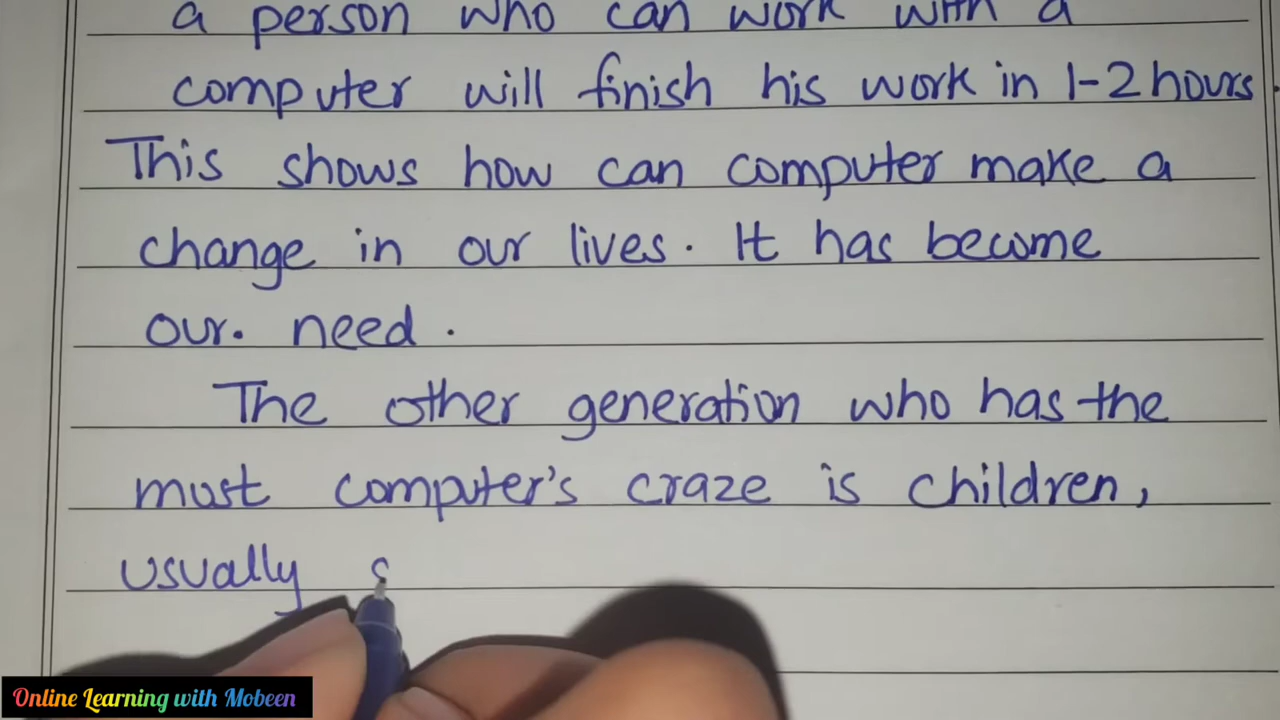 a person who can work with a
computer will finish his work in 1-2 hours.
This shows how can computer make a
change in our lives. It has become
our. need.
The other generation who has the
most computer's craze is children,
usually
Online Learning with Mobeen